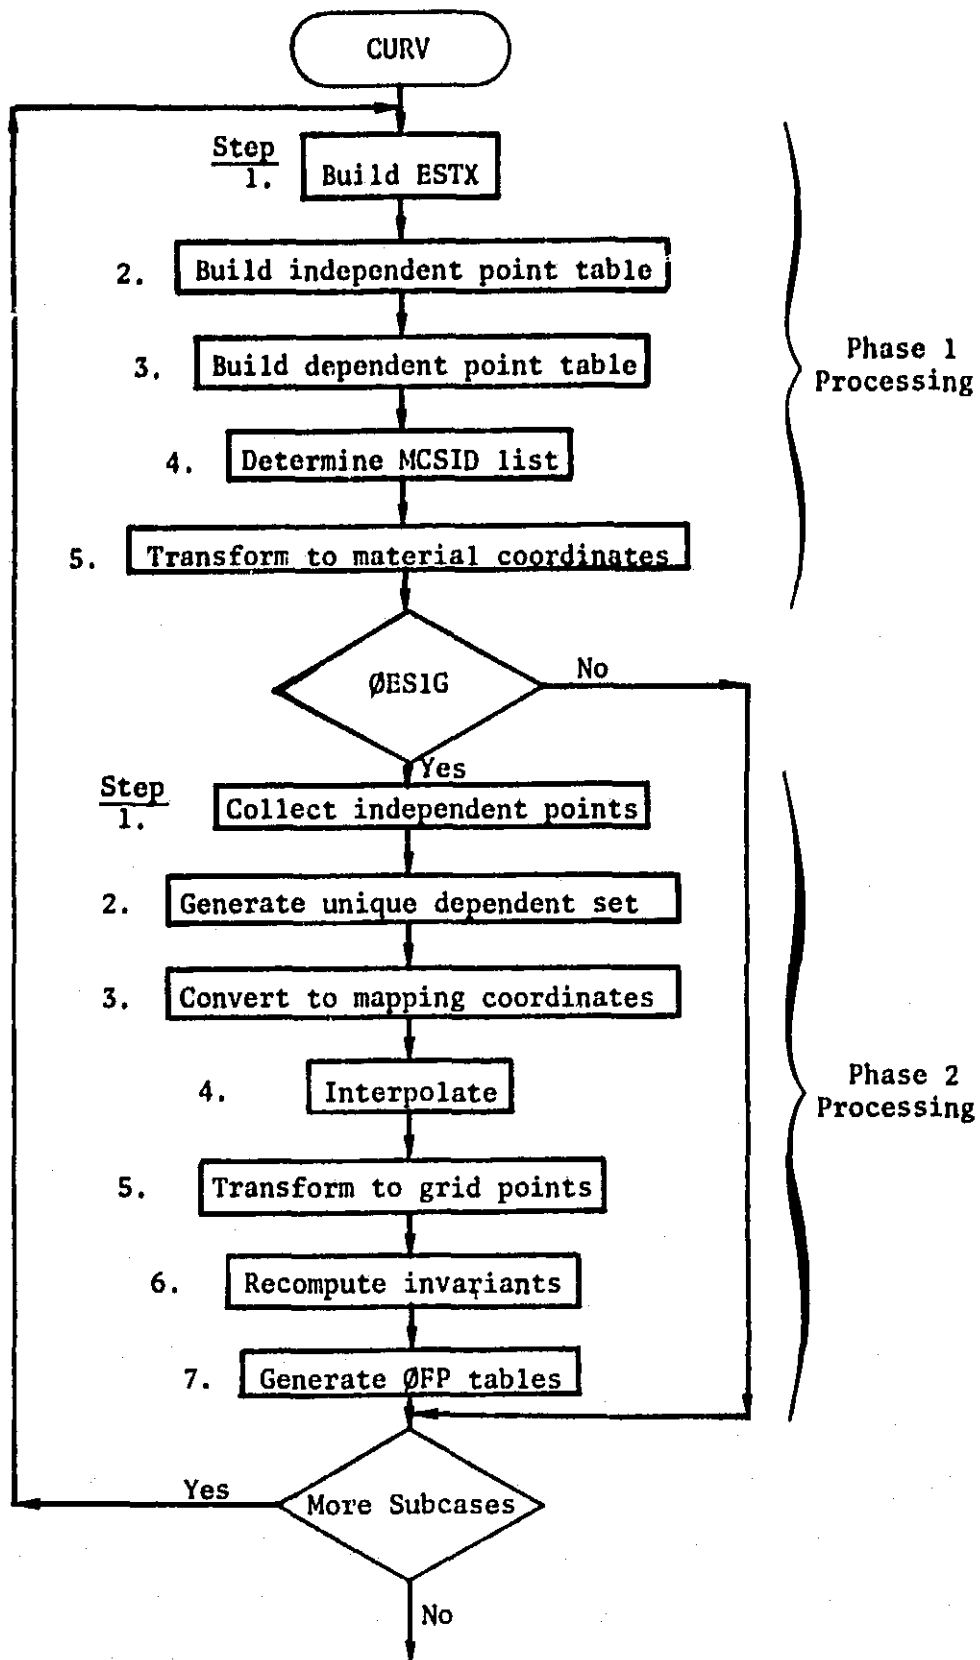 CURV
Step
1.
Build ESTX
2.
Build independent point table
3.
Build dependent point table
Phase 1
Processing
4.
Determine MCSID list
5.
Transform to material coordinates
ØES1G
No
Yes
Step
1.
Collect independent points
2.
Generate unique dependent set
3.
Convert to mapping coordinates
4.
Interpolate
Phase 2
Processing
5.
Transform to grid points
6.
Recompute invariants
7.
Generate ØFP tables
Yes
More Subcases
No